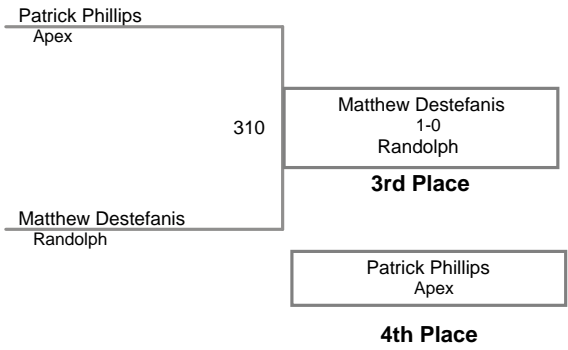 Patrick Phillips
Apex
310
Matthew Destefanis
1-0
Randolph
3rd Place
Matthew Destefanis
Randolph
Patrick Phillips
Apex
4th Place